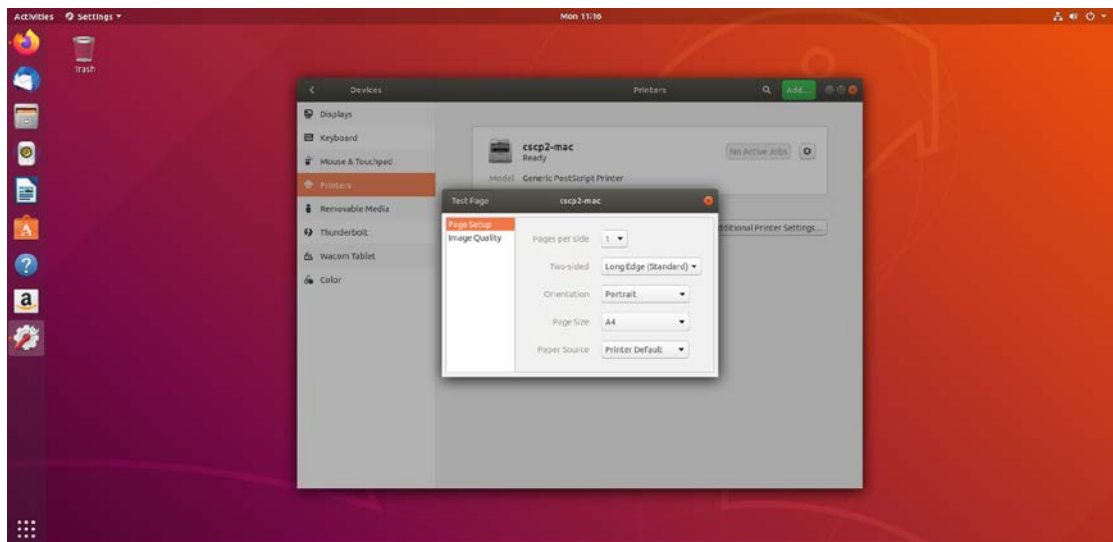 Activities Settings Mon 11:16
Trash
Devices Printers Add...
Displays
Keyboard
Mouse & Touchpad
Printers
Removable Media
Thunderbolt
Wacom Tablet
Color
cscp2-mac
Ready
No Active Jobs
Model Generic PostScript Printer
Additional Printer Settings...
Test Page cscp2-mac
Page Setup
Image Quality
Pages per side 1
Two-sided Long Edge (Standard)
Orientation Portrait
Page Size A4
Paper Source Printer Default